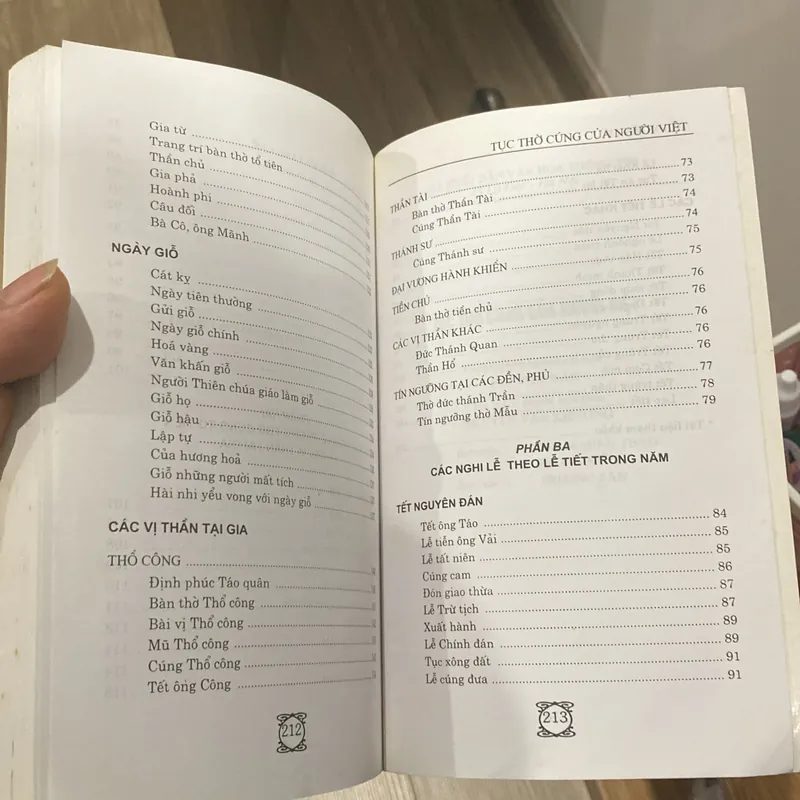 Gia từ
Trang trí bàn thờ tổ tiên
Thần chủ
Gia phả
Hoành phi
Câu đối
Bà Cô, ông Mãnh
NGÀY GIỖ
Cát kỵ
Ngày tiên thường
Gửi giỗ
Ngày giỗ chính
Hoá vàng
Văn khấn giỗ
Người Thiên chúa giáo làm giỗ
Giỗ họ
Giỗ hậu
Lập tự
Của hương hoả
Giỗ những người mất tích
Hài nhi yểu vong với ngày giỗ
CÁC VỊ THẦN TẠI GIA
THỔ CÔNG
Định phúc Táo quân
Bàn thờ Thổ công
Bài vị Thổ công
Mũ Thổ công
Cúng Thổ công
Tết ông Công
212
TỤC THỜ CÚNG CỦA NGƯỜI VIỆT
THẦN TÀI 73
Bàn thờ Thần Tài 73
Cúng Thần Tài 74
THÁNH SƯ 74
Cúng Thánh sư 75
ĐẠI VƯƠNG HÀNH KHIỂN 75
TIỀN CHỦ 76
Bàn thờ tiền chủ 76
CÁC VỊ THẦN KHÁC 76
Đức Thánh Quan 76
Thần Hổ 76
TÍN NGƯỠNG TẠI CÁC ĐỀN, PHỦ 77
Thờ đức thánh Trần 78
Tín ngưỡng thờ Mẫu 79
PHẦN BA
CÁC NGHI LỄ THEO LỄ TIẾT TRONG NĂM
TẾT NGUYÊN ĐÁN
Tết ông Táo 84
Lễ tiễn ông Vải 85
Lễ tất niên 85
Cúng cam 86
Đón giao thừa 87
Lễ Trừ tịch 87
Xuất hành 89
Lễ Chính đán 89
Tục xông đất 91
Lễ cúng đưa 91
213